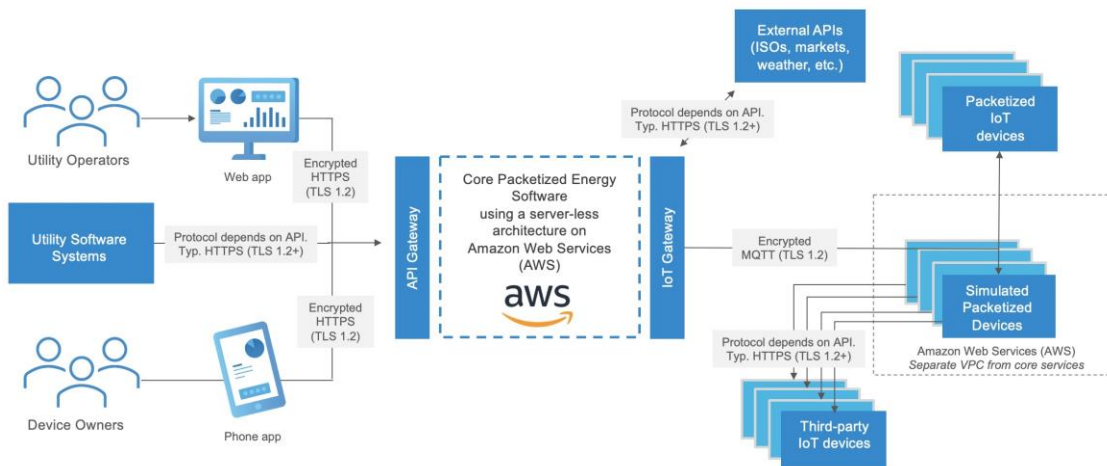 Utility Operators
Web app
Encrypted
HTTPS
(TLS 1.2)
Utility Software
Systems
Protocol depends on API.
Typ. HTTPS (TLS 1.2+)
Encrypted
HTTPS
(TLS 1.2)
Device Owners
Phone app
API Gateway
Core Packetized Energy
Software
using a server-less
architecture on
Amazon Web Services
(AWS)
aws
IoT Gateway
External APIs
(ISOs, markets,
weather, etc.)
Protocol depends on API.
Typ. HTTPS (TLS 1.2+)
Packetized
IoT
devices
Encrypted
MQTT (TLS 1.2)
Simulated
Packetized
Devices
Amazon Web Services (AWS)
Separate VPC from core services
Protocol depends on API.
Typ. HTTPS (TLS 1.2+)
Third-party
IoT devices